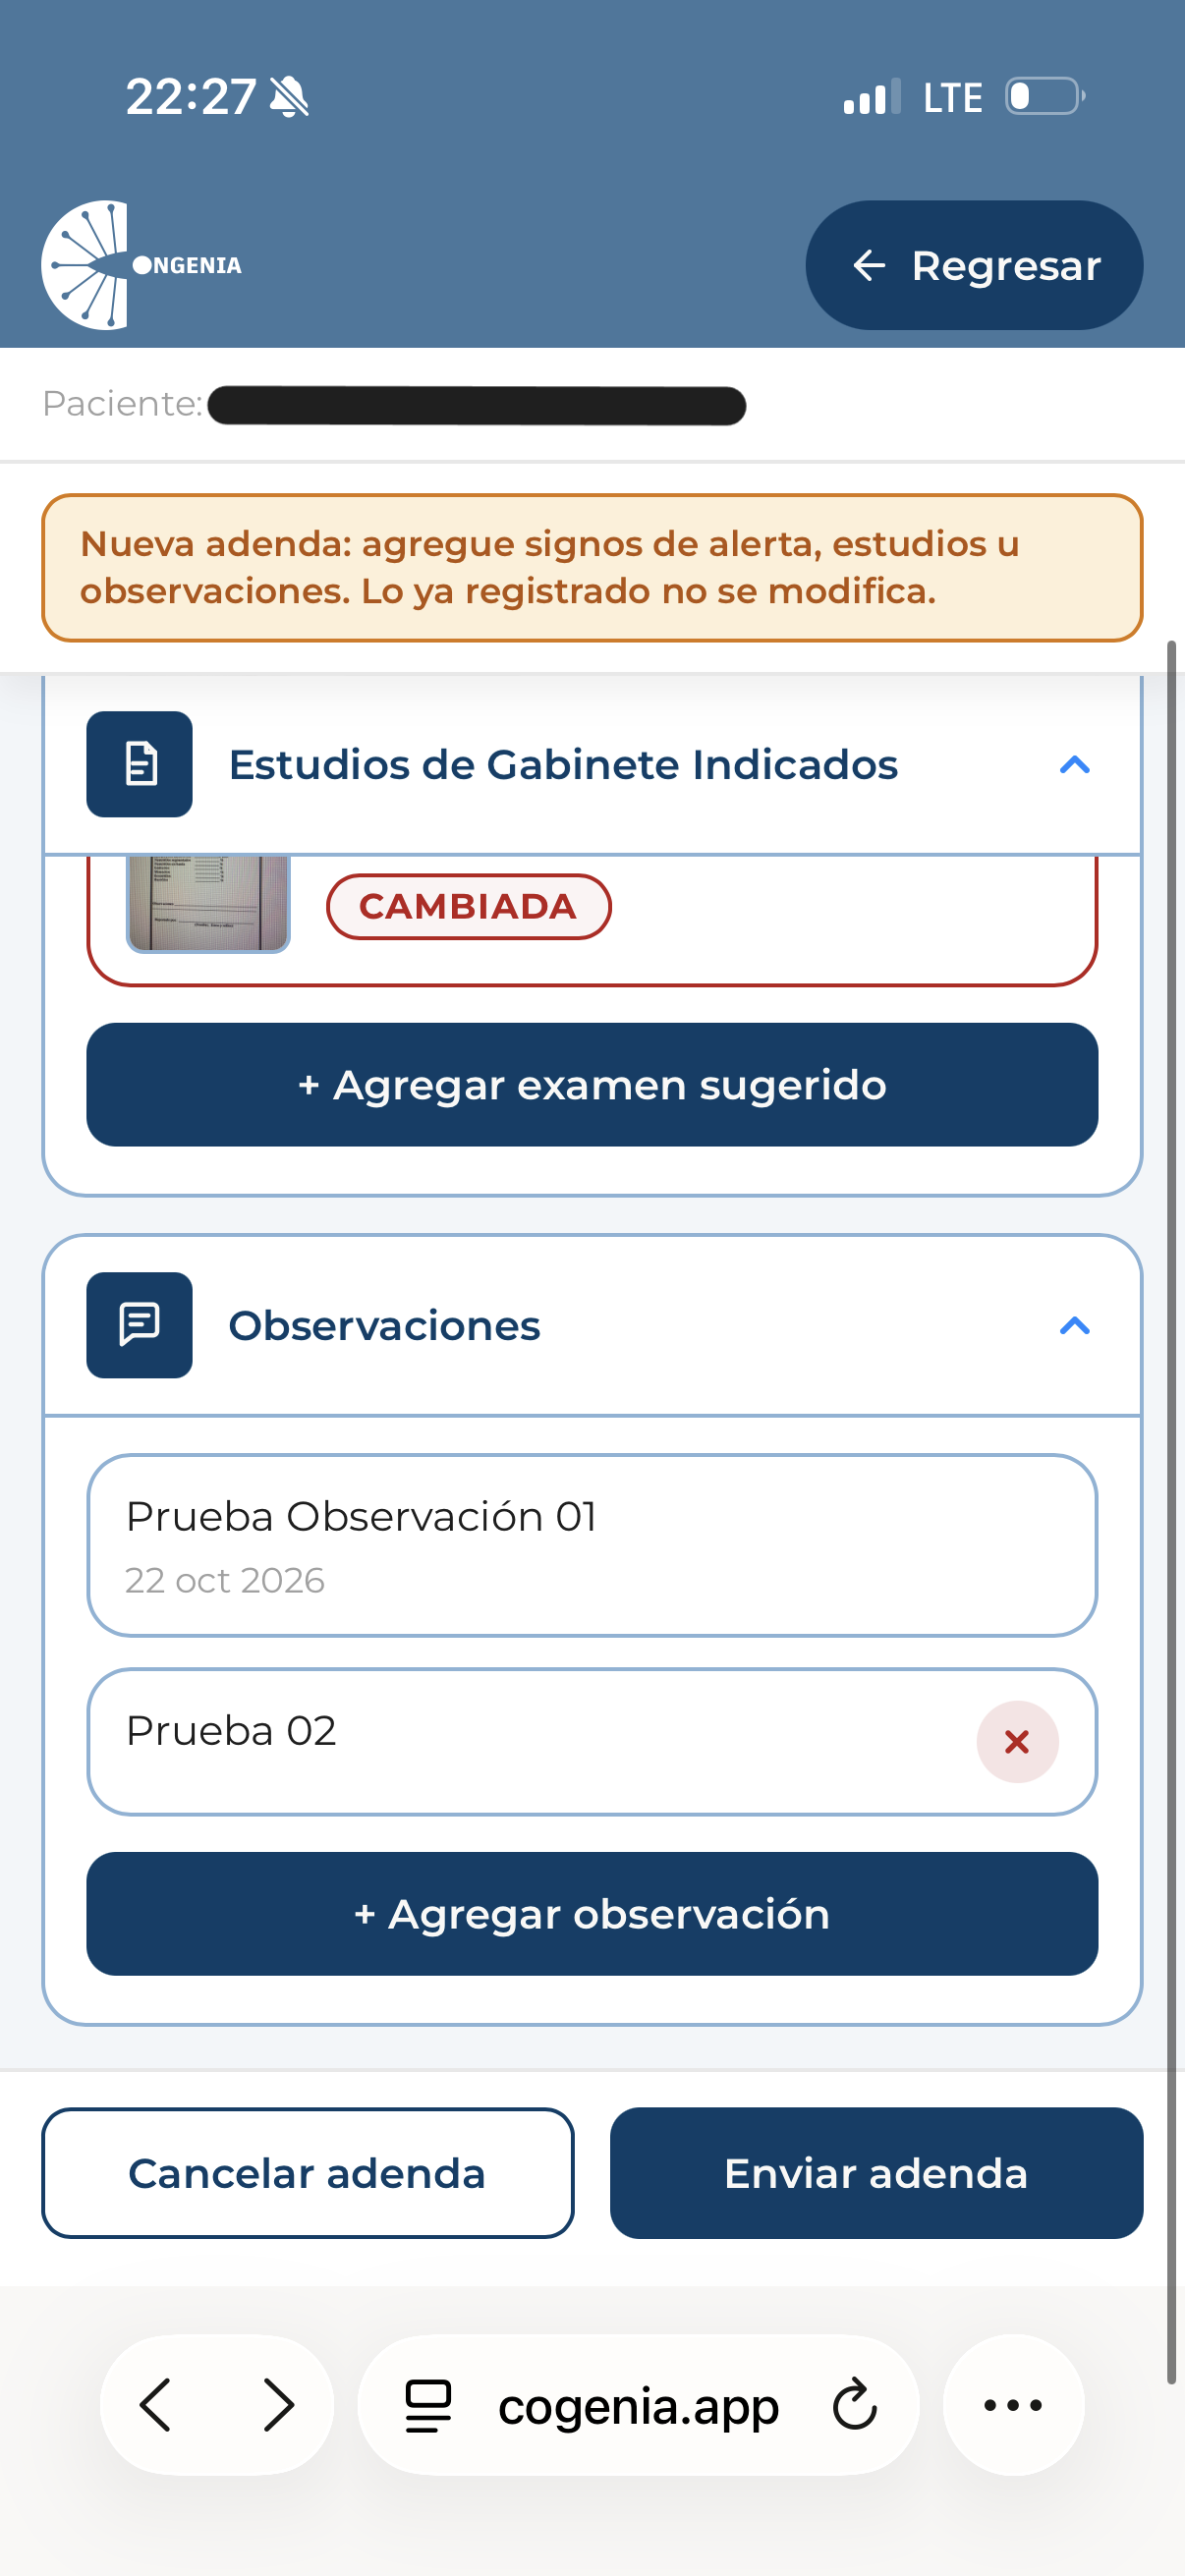 22:27
LTE
ONGENIA
← Regresar
Paciente:
Nueva adenda: agregue signos de alerta, estudios u
observaciones. Lo ya registrado no se modifica.
Estudios de Gabinete Indicados
CAMBIADA
+ Agregar examen sugerido
Observaciones
Prueba Observación 01
22 oct 2026
Prueba 02
+ Agregar observación
Cancelar adenda
Enviar adenda
cogenia.app